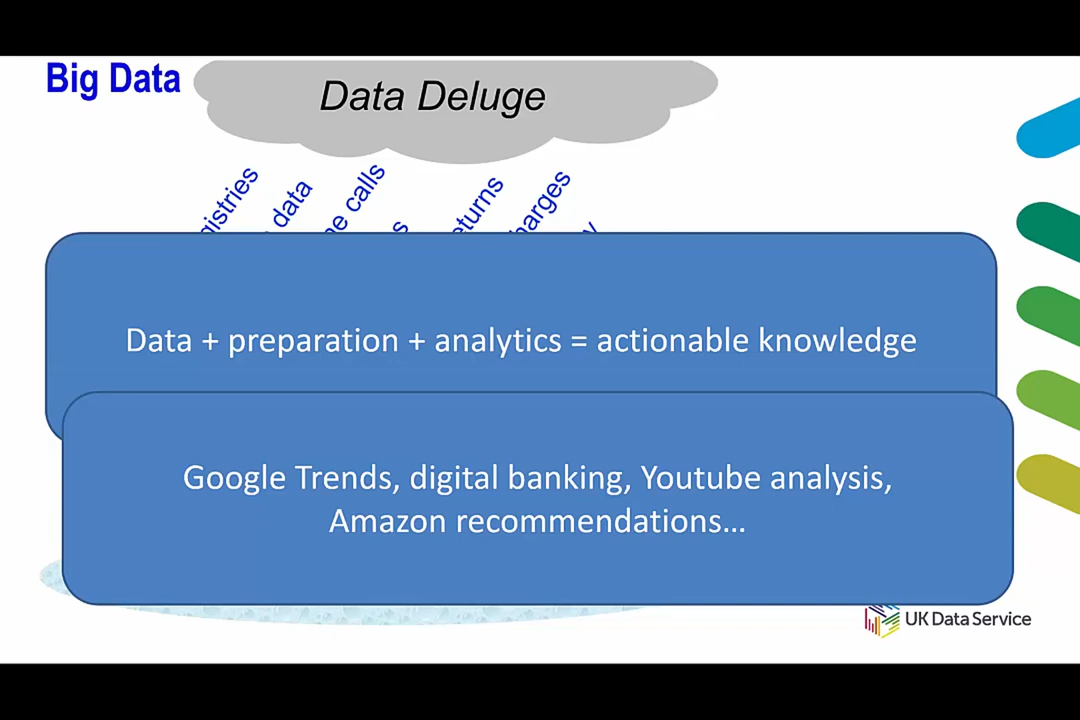 Big Data
Data Deluge
data
calls
Data + preparation + analytics = actionable knowledge
Google Trends, digital banking, Youtube analysis,
Amazon recommendations...
UK Data Service